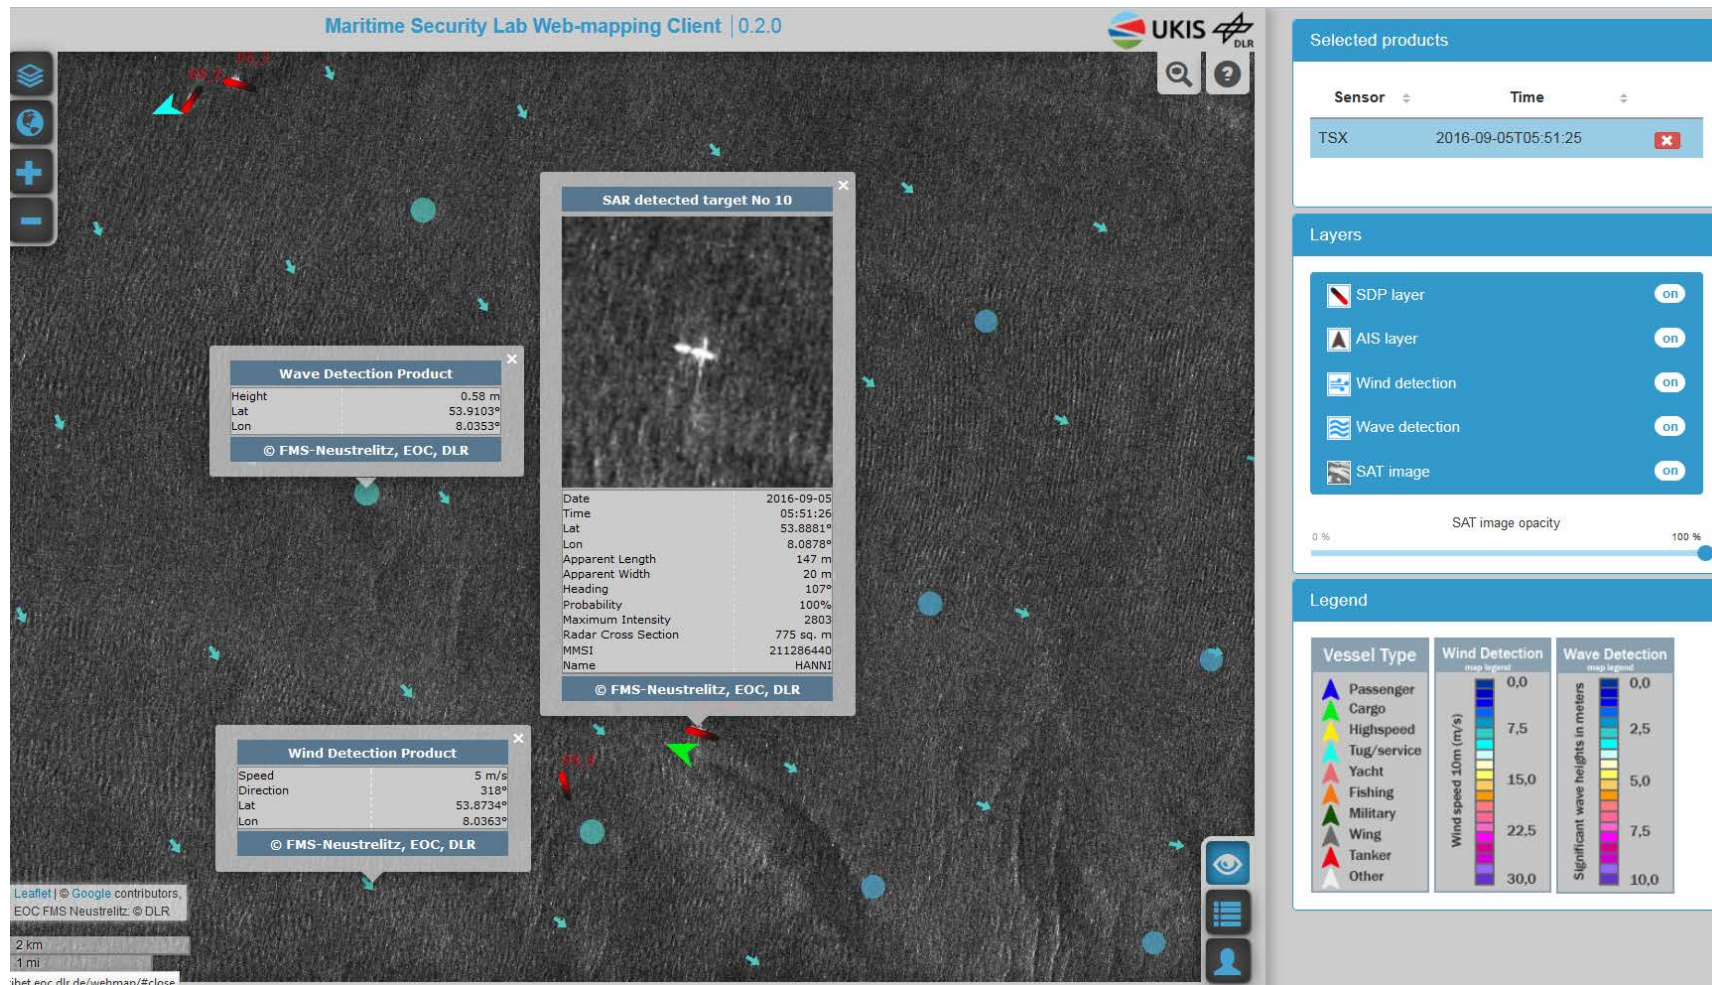 Maritime Security Lab Web-mapping Client | 0.2.0
UKIS
DLR
SAR detected target No 10
Date 2016-09-05
Time 05:51:26
Lat 53.8881°
Lon 8.0878°
Apparent Length 147 m
Apparent Width 20 m
Heading 107°
Probability 100%
Maximum Intensity 2803
Radar Cross Section 775 sq. m
MMSI 211286440
Name HANNI
© FMS-Neustrelitz, EOC, DLR
Wave Detection Product
Height 0.58 m
Lat 53.9103°
Lon 8.0353°
© FMS-Neustrelitz, EOC, DLR
Wind Detection Product
Speed 5 m/s
Direction 318°
Lat 53.8734°
Lon 8.0363°
© FMS-Neustrelitz, EOC, DLR
Leaflet | © Google contributors,
EOC FMS Neustrelitz; © DLR
2 km
1 mi
Selected products
Sensor Time
TSX 2016-09-05T05:51:25
Layers
SDP layer on
AIS layer on
Wind detection on
Wave detection on
SAT image on
SAT image opacity
0 % 100 %
Legend
Vessel Type
Passenger
Cargo
Highspeed
Tug/service
Yacht
Fishing
Military
Wing
Tanker
Other
Wind Detection
map legend
Wind speed 10m (m/s)
0,0
7,5
15,0
22,5
30,0
Wave Detection
map legend
Significant wave heights in meters
0,0
2,5
5,0
7,5
10,0